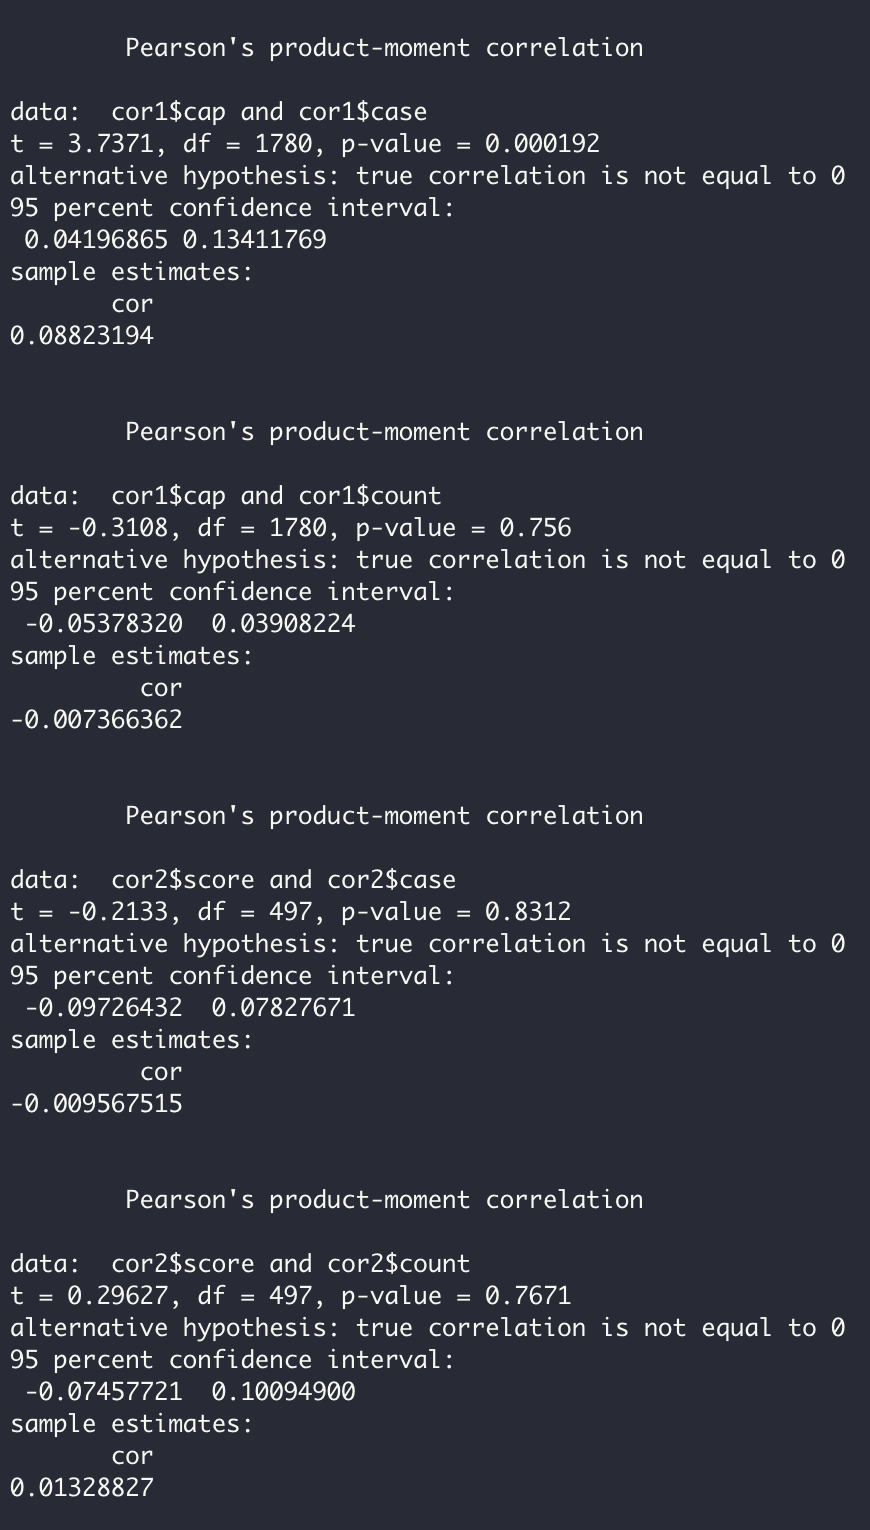 Pearson's product-moment correlation
data:  cor1$cap and cor1$case
t = 3.7371, df = 1780, p-value = 0.000192
alternative hypothesis: true correlation is not equal to 0
95 percent confidence interval:
 0.04196865 0.13411769
sample estimates:
       cor
0.08823194
Pearson's product-moment correlation
data:  cor1$cap and cor1$count
t = -0.3108, df = 1780, p-value = 0.756
alternative hypothesis: true correlation is not equal to 0
95 percent confidence interval:
 -0.05378320  0.03908224
sample estimates:
         cor
-0.007366362
Pearson's product-moment correlation
data:  cor2$score and cor2$case
t = -0.2133, df = 497, p-value = 0.8312
alternative hypothesis: true correlation is not equal to 0
95 percent confidence interval:
 -0.09726432  0.07827671
sample estimates:
         cor
-0.009567515
Pearson's product-moment correlation
data:  cor2$score and cor2$count
t = 0.29627, df = 497, p-value = 0.7671
alternative hypothesis: true correlation is not equal to 0
95 percent confidence interval:
 -0.07457721  0.10094900
sample estimates:
       cor
0.01328827